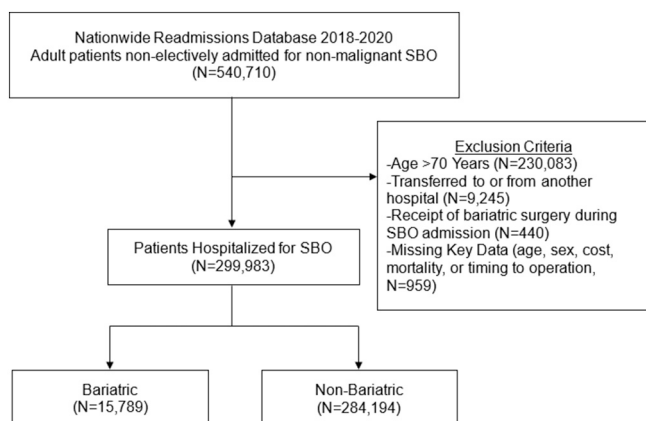 Nationwide Readmissions Database 2018-2020
Adult patients non-electively admitted for non-malignant SBO
(N=540,710)
Exclusion Criteria
-Age >70 Years (N=230,083)
-Transferred to or from another
hospital (N=9,245)
-Receipt of bariatric surgery during
SBO admission (N=440)
-Missing Key Data (age, sex, cost,
mortality, or timing to operation,
N=959)
Patients Hospitalized for SBO
(N=299,983)
Bariatric
(N=15,789)
Non-Bariatric
(N=284,194)